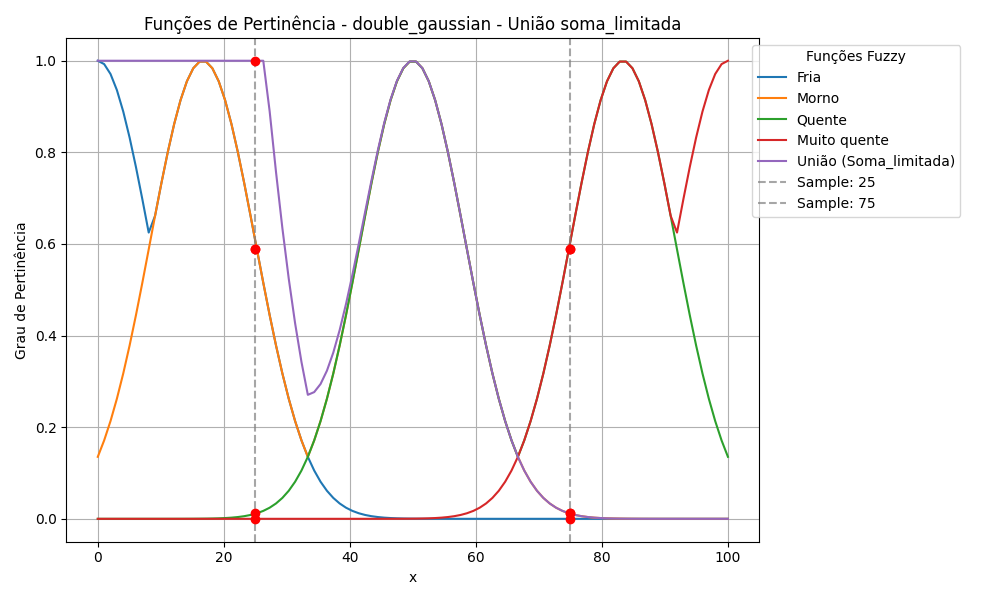 Funções de Pertinência - double_gaussian - União soma_limitada
Grau de Pertinência
1.0
0.8
0.6
0.4
0.2
0.0
0
20
40
60
80
100
x
Funções Fuzzy
Fria
Morno
Quente
Muito quente
União (Soma_limitada)
Sample: 25
Sample: 75